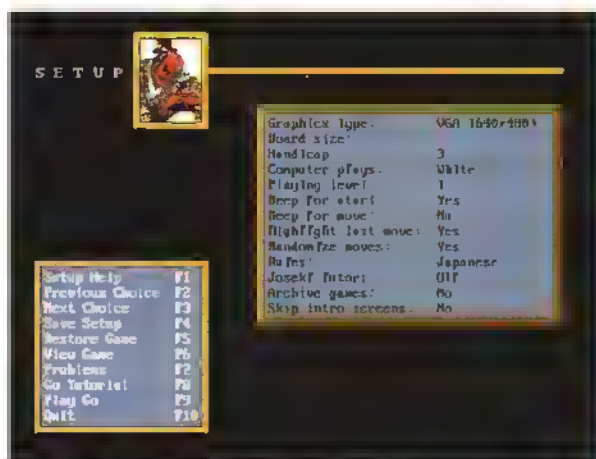 SETUP
Graphics type: VGA (640x480)
Board size:
Handicap 3
Computer plays: White
Playing level 1
Beep for atari Yes
Beep for move: No
Highlight last move: Yes
Randomize moves: Yes
Rules: Japanese
Joseki Tutor: Off
Archive games: No
Skip intro screens: No
Setup Help F1
Previous Choice F2
Next Choice F3
Save Setup F4
Restore Game F5
View Game F6
Problems F7
Go Tutorial F8
Play Go F9
Quit F10